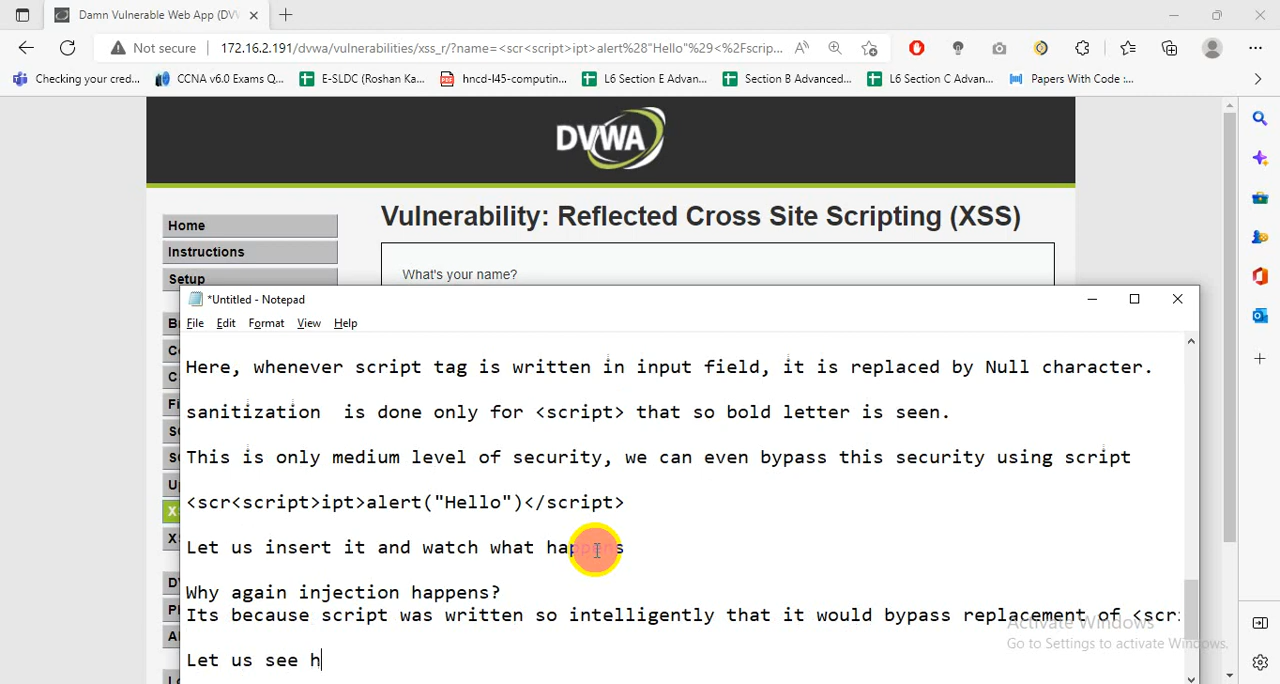 Damn Vulnerable Web App (DV
Not secure
172.16.2.191/dvwa/vulnerabilities/xss_r/?name=<scr<script>ipt>alert%28"Hello"%29<%2Fscrip...
Checking your cred...
CCNA v6.0 Exams Q...
E-SLDC (Roshan Ka...
hncd-l45-computin...
L6 Section E Advan...
Section B Advanced...
L6 Section C Advan...
Papers With Code :...
DVWA
Vulnerability: Reflected Cross Site Scripting (XSS)
Home
Instructions
Setup
What's your name?
*Untitled - Notepad
File Edit Format View Help
Here, whenever script tag is written in input field, it is replaced by Null character.
sanitization is done only for <script> that so bold letter is seen.
This is only medium level of security, we can even bypass this security using script
<scr<script>ipt>alert("Hello")</script>
Let us insert it and watch what happens
Why again injection happens?
Its because script was written so intelligently that it would bypass replacement of <scr
Let us see h
Activate Windows
Go to Settings to activate Windows.